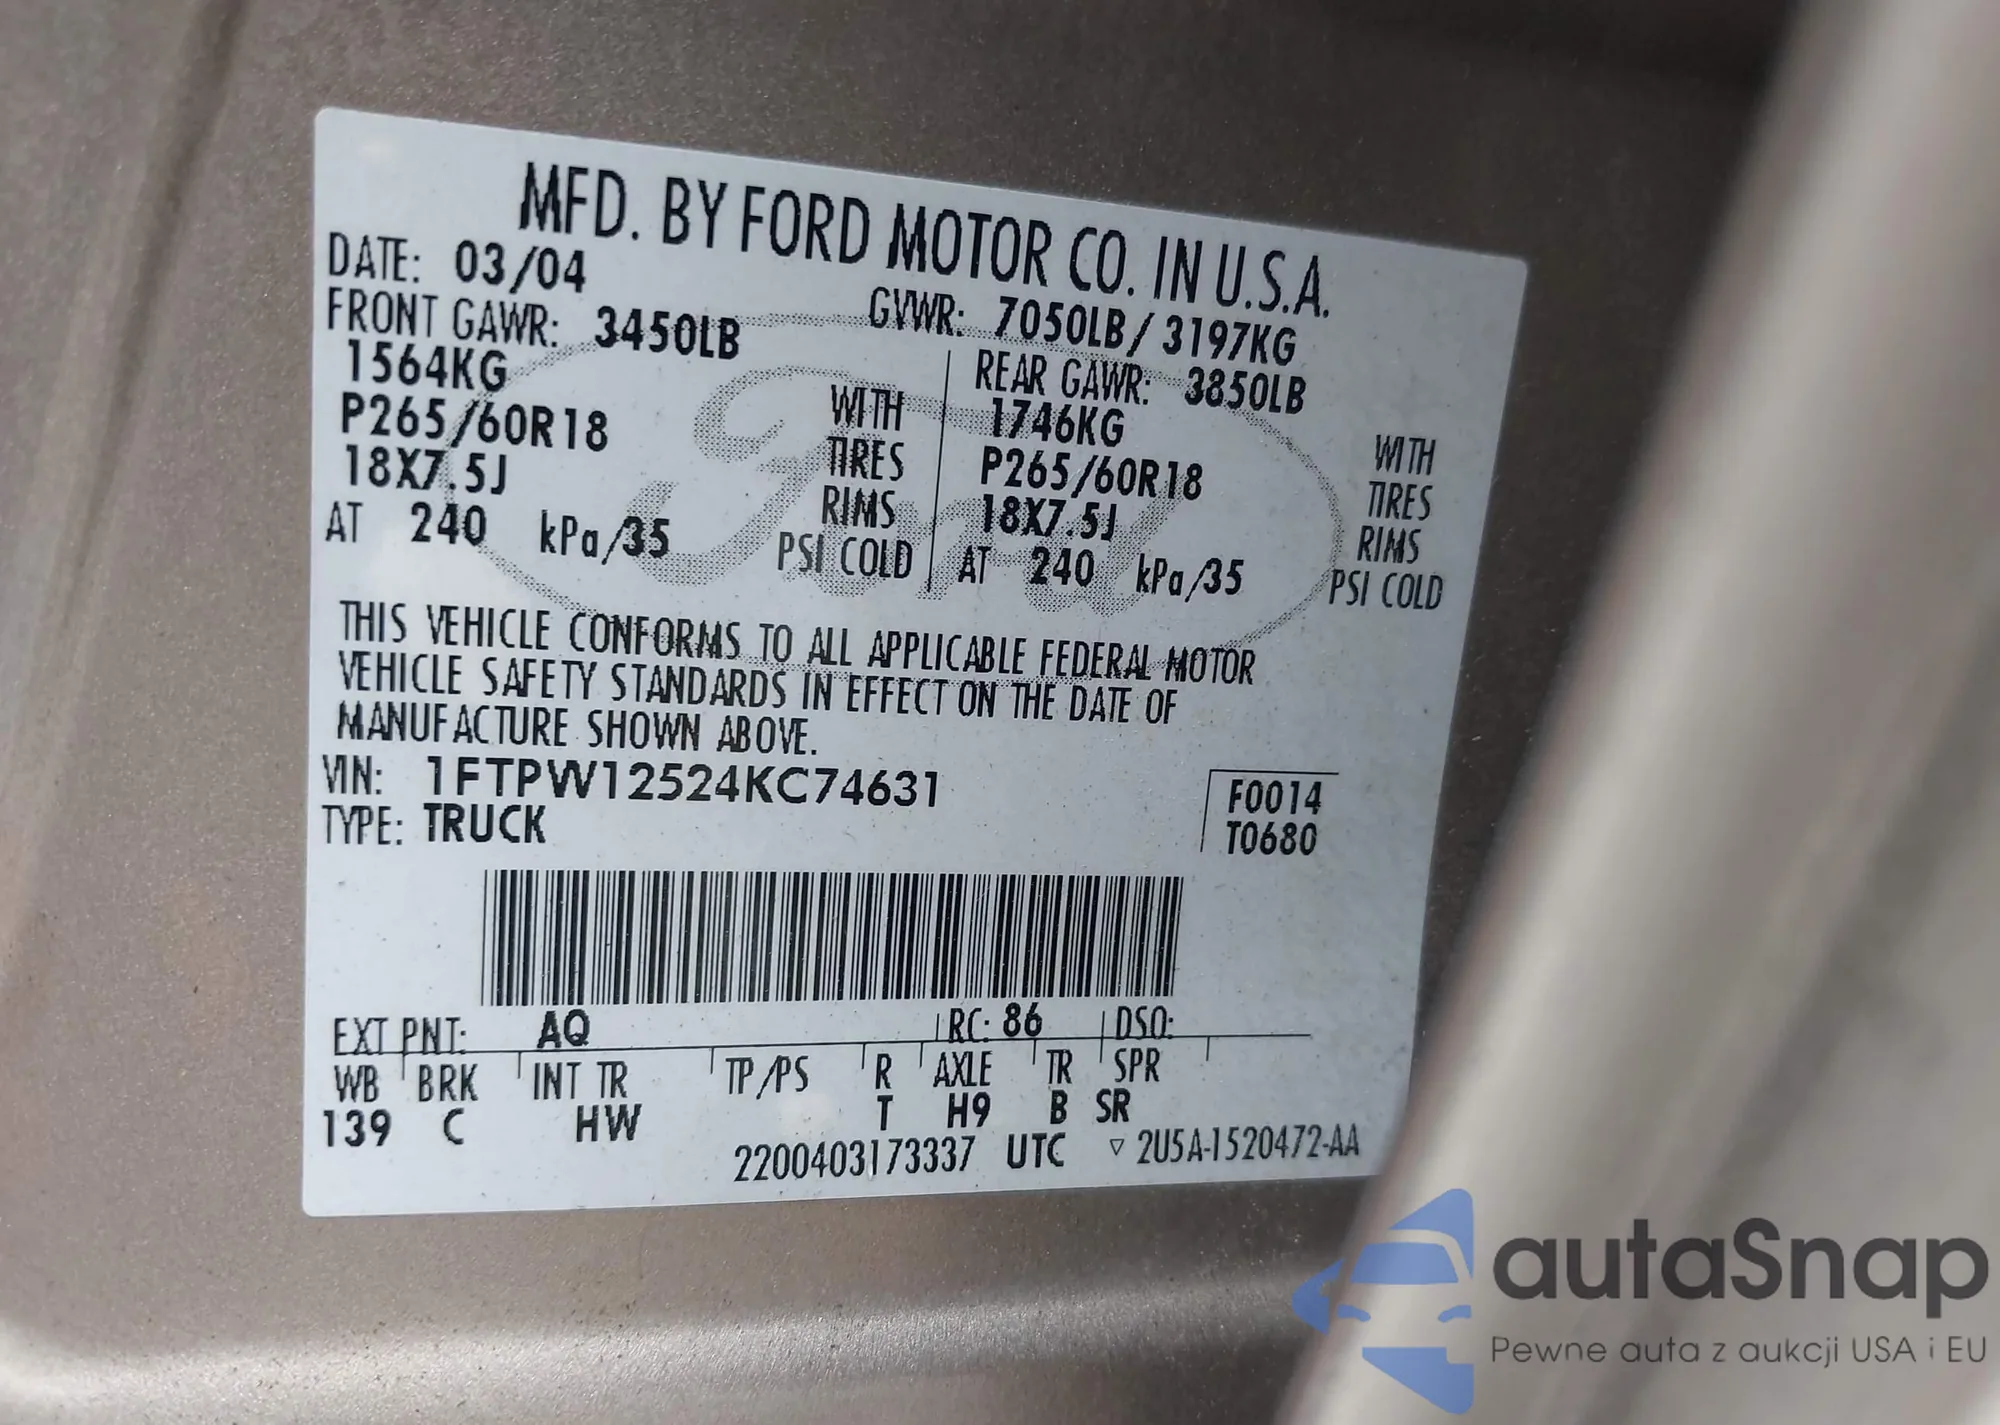 MFD. BY FORD MOTOR CO. IN U.S.A.
DATE: 03/04 GVWR: 7050LB / 3197KG
FRONT GAWR: 3450LB REAR GAWR: 3850LB
1564KG WITH 1746KG WITH
P265/60R18 TIRES P265/60R18 TIRES
18X7.5J RIMS 18X7.5J RIMS
AT 240 kPa/35 PSI COLD AT 240 kPa/35 PSI COLD
Ford
THIS VEHICLE CONFORMS TO ALL APPLICABLE FEDERAL MOTOR
VEHICLE SAFETY STANDARDS IN EFFECT ON THE DATE OF
MANUFACTURE SHOWN ABOVE.
VIN: 1FTPW12524KC74631 F0014
TYPE: TRUCK T0680
EXT PNT: AQ RC: 86 DSO:
WB BRK INT TR TP/PS R AXLE TR SPR
139 C HW T H9 B SR
2200403173337 UTC ▽ 2U5A-1520472-AA
autaSnap
Pewne auta z aukcji USA i EU